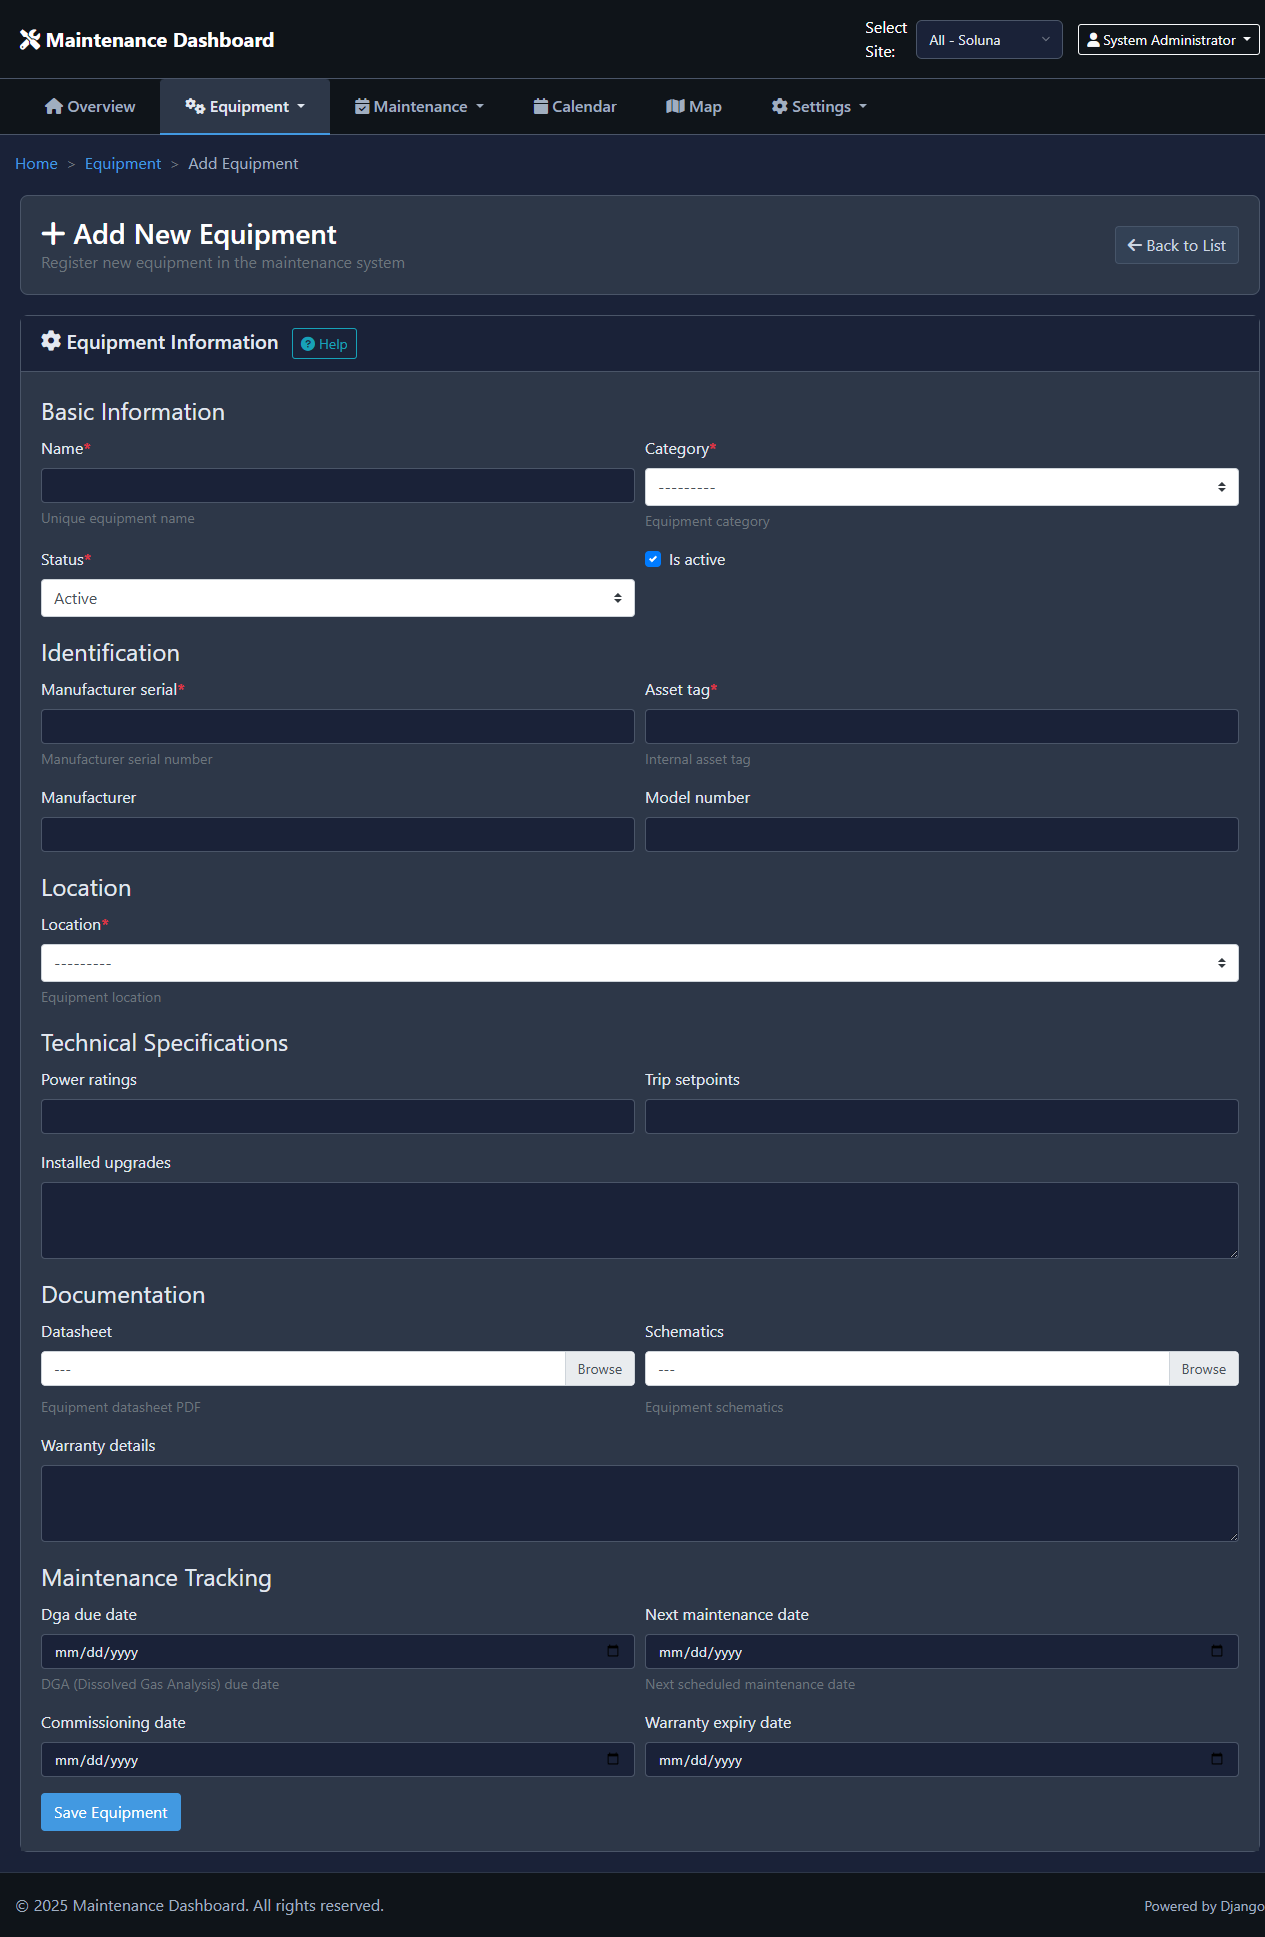 Maintenance Dashboard
Select Site:
All - Soluna
System Administrator
Overview
Equipment
Maintenance
Calendar
Map
Settings
Home > Equipment > Add Equipment
Add New Equipment
Register new equipment in the maintenance system
Back to List
Equipment Information
Help
Basic Information
Name*
Category*
---------
Unique equipment name
Equipment category
Status*
Is active
Active
Identification
Manufacturer serial*
Asset tag*
Manufacturer serial number
Internal asset tag
Manufacturer
Model number
Location
Location*
---------
Equipment location
Technical Specifications
Power ratings
Trip setpoints
Installed upgrades
Documentation
Datasheet
Schematics
--- Browse
--- Browse
Equipment datasheet PDF
Equipment schematics
Warranty details
Maintenance Tracking
Dga due date
Next maintenance date
mm/dd/yyyy
mm/dd/yyyy
DGA (Dissolved Gas Analysis) due date
Next scheduled maintenance date
Commissioning date
Warranty expiry date
mm/dd/yyyy
mm/dd/yyyy
Save Equipment
© 2025 Maintenance Dashboard. All rights reserved.
Powered by Django